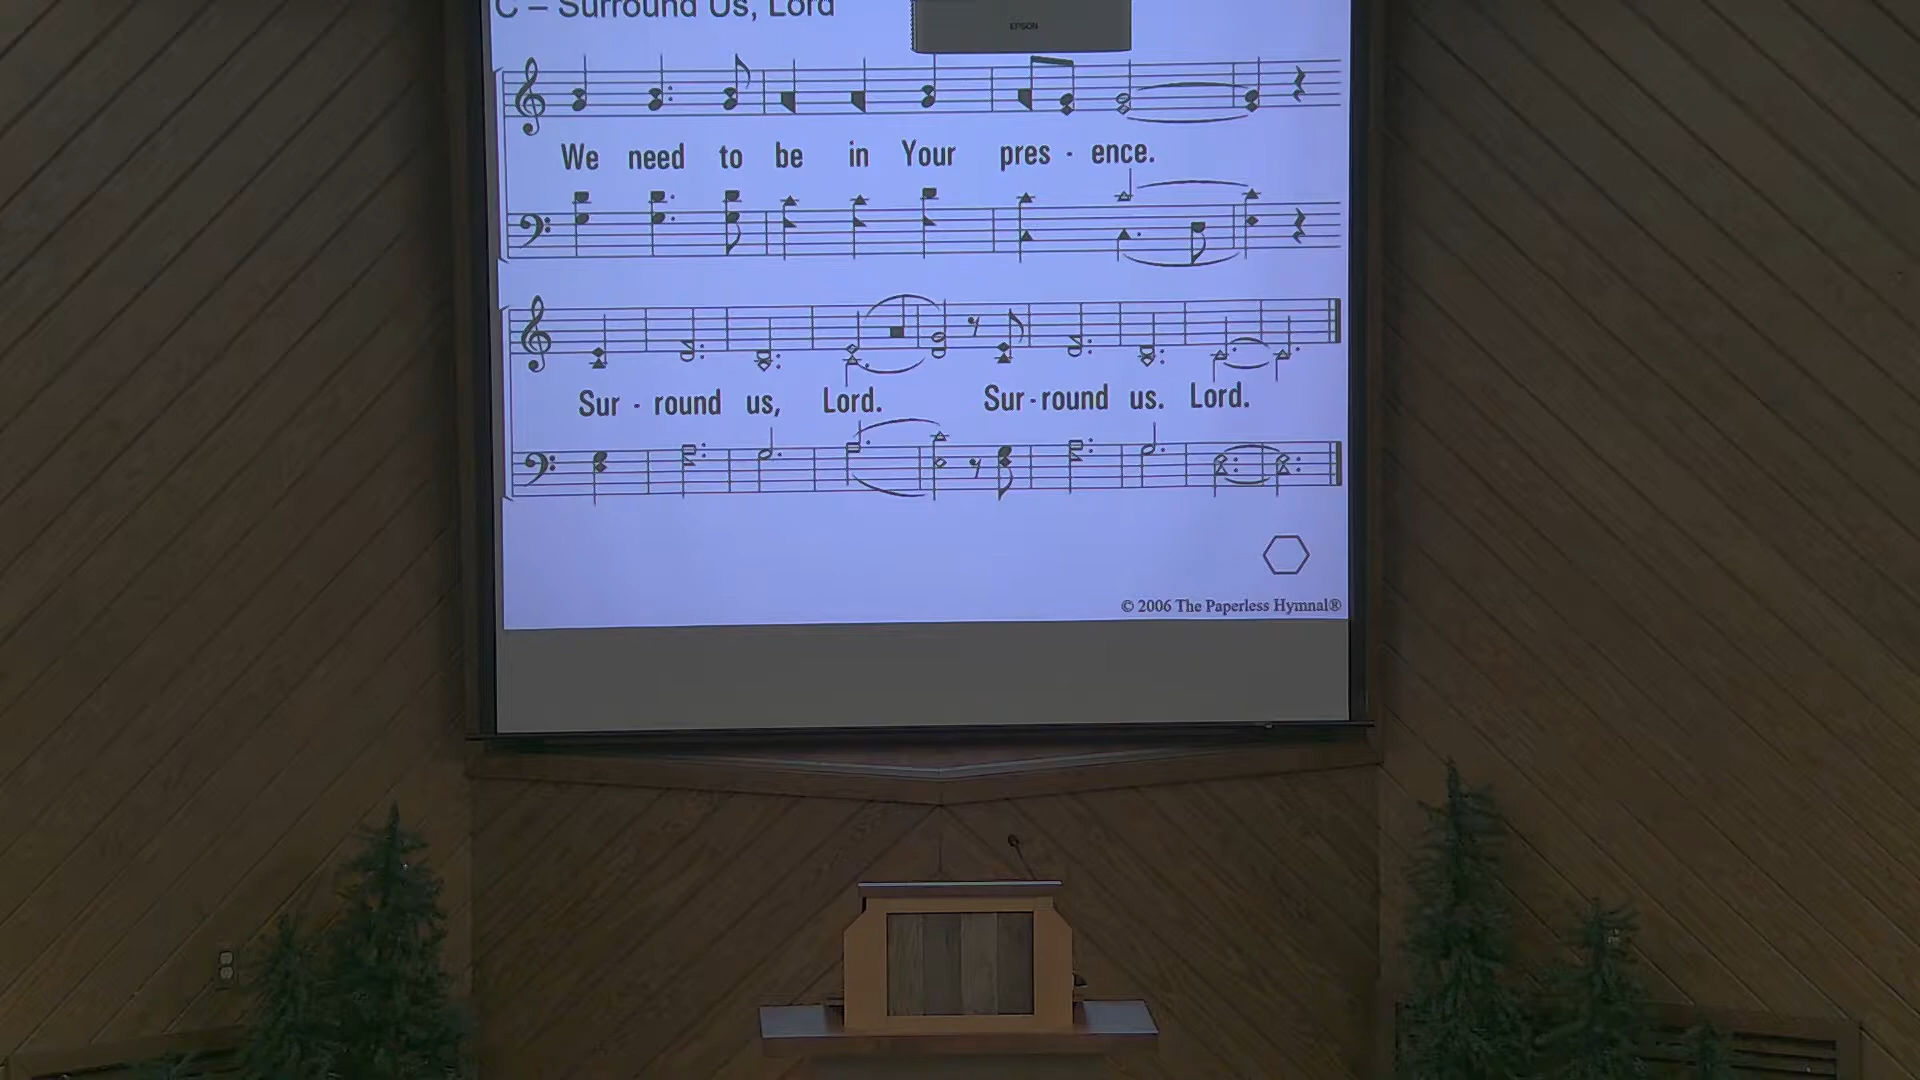 C – Surround Us, Lord
EPSON
We need to be in Your pres - ence.
Sur - round us, Lord. Sur - round us. Lord.
© 2006 The Paperless Hymnal®